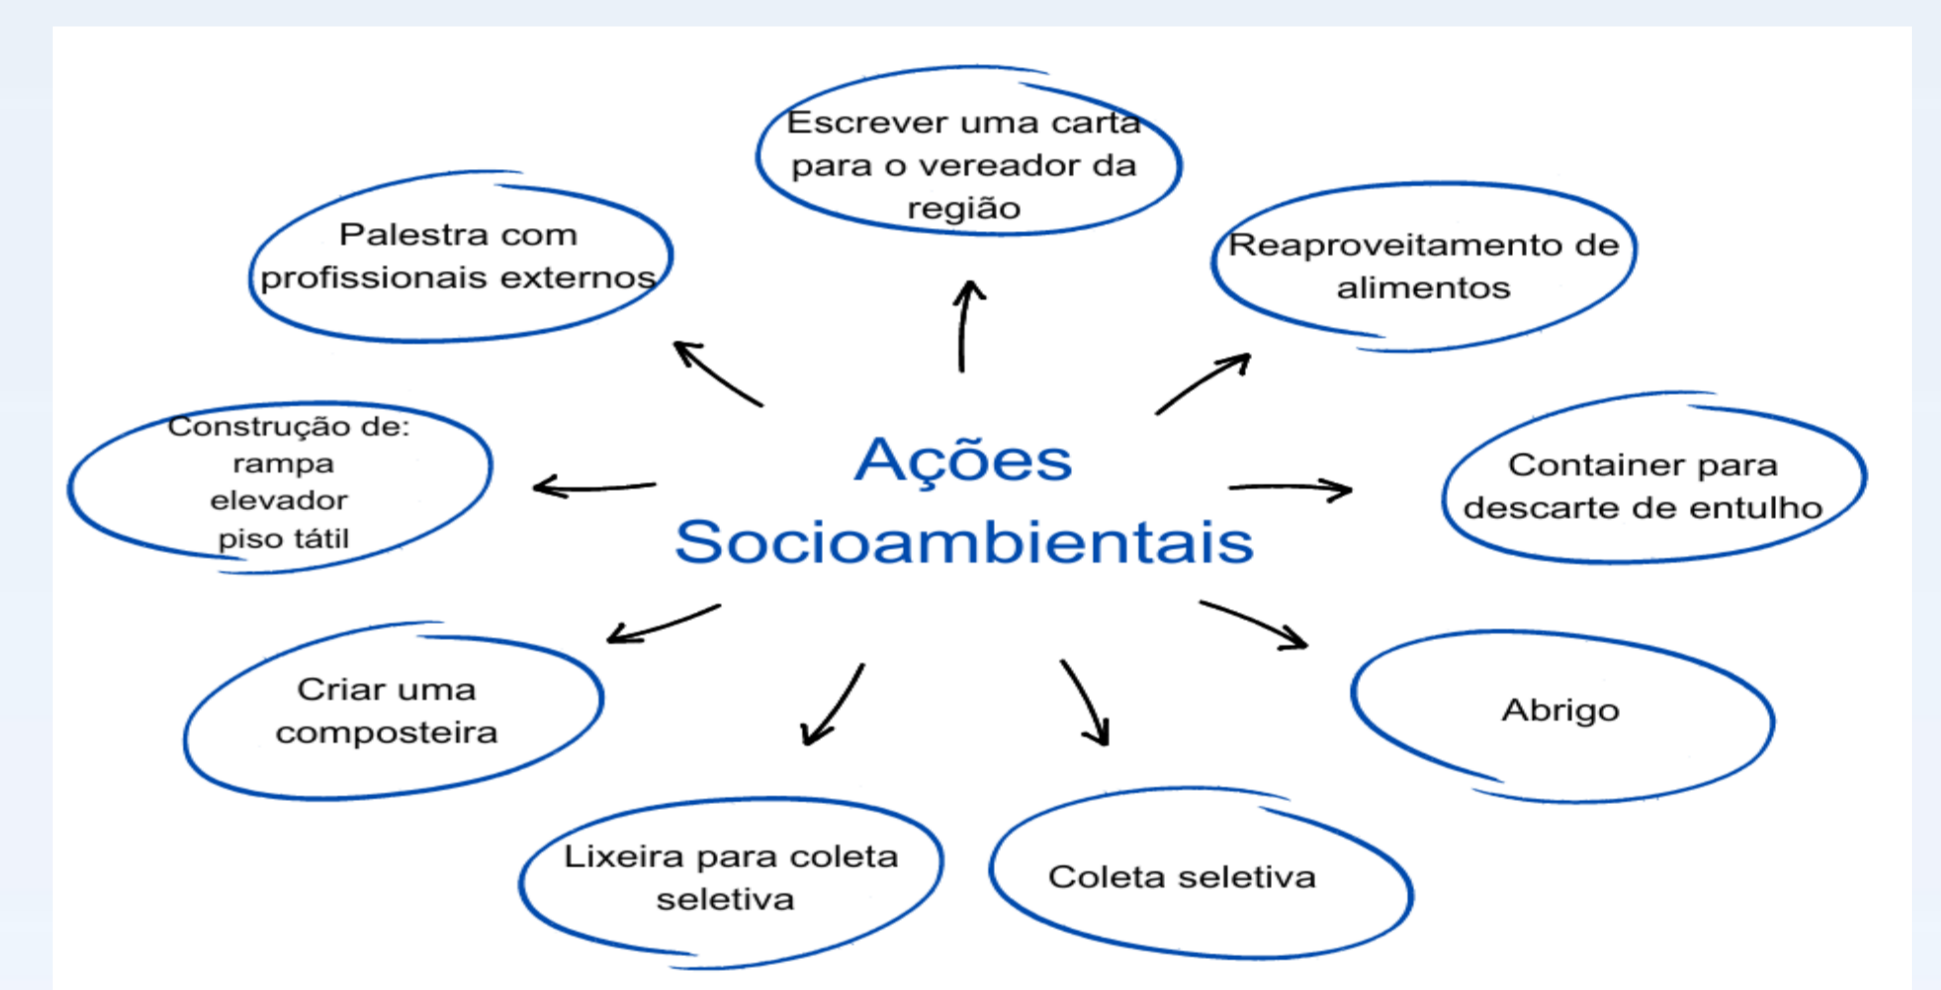 Escrever uma carta
para o vereador da
região
Palestra com
profissionais externos
Reaproveitamento de
alimentos
Construção de:
rampa
elevador
piso tátil
Ações
Socioambientais
Container para
descarte de entulho
Criar uma
composteira
Abrigo
Lixeira para coleta
seletiva
Coleta seletiva